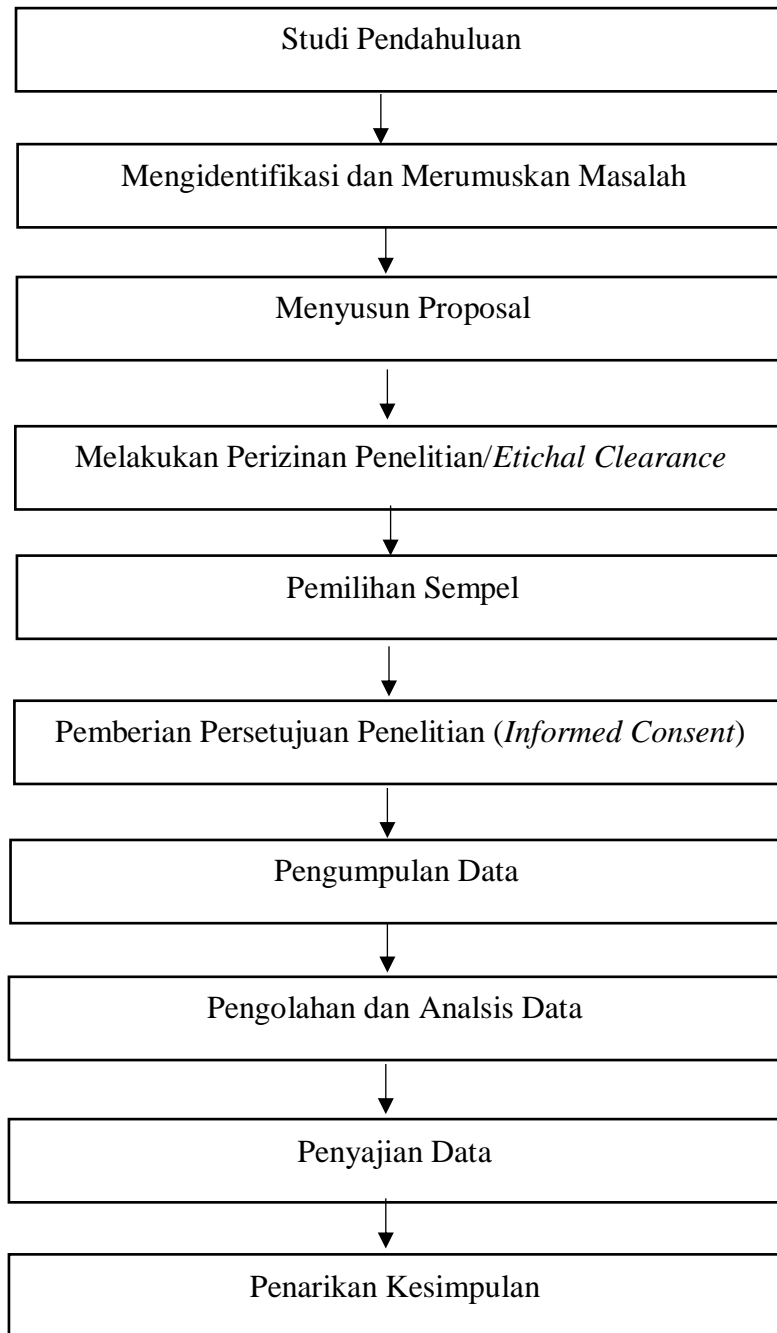 Studi Pendahuluan
Mengidentifikasi dan Merumuskan Masalah
Menyusun Proposal
Melakukan Perizinan Penelitian/Etichal Clearance
Pemilihan Sempel
Pemberian Persetujuan Penelitian (Informed Consent)
Pengumpulan Data
Pengolahan dan Analsis Data
Penyajian Data
Penarikan Kesimpulan